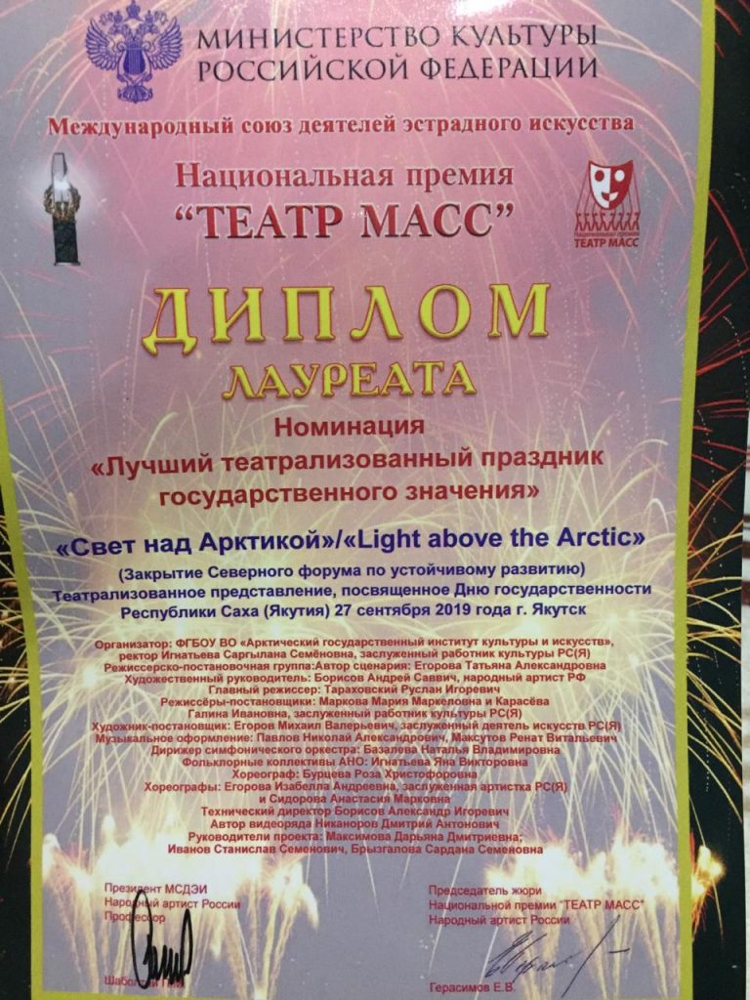 МИНИСТЕРСТВО КУЛЬТУРЫ
РОССИЙСКОЙ ФЕДЕРАЦИИ
Международный союз деятелей эстрадного искусства
Национальная премия
“ТЕАТР МАСС”
Национальная премия
ТЕАТР МАСС
ДИПЛОМ
ЛАУРЕАТА
Номинация
«Лучший театрализованный праздник
государственного значения»
«Свет над Арктикой»/«Light above the Arctic»
(Закрытие Северного форума по устойчивому развитию)
Театрализованное представление, посвященное Дню государственности
Республики Саха (Якутия) 27 сентября 2019 года г. Якутск
Организатор: ФГБОУ ВО «Арктический государственный институт культуры и искусств»,
ректор Игнатьева Саргылана Семёновна, заслуженный работник культуры РС(Я)
Режиссерско-постановочная группа:Автор сценария: Егорова Татьяна Александровна
Художественный руководитель: Борисов Андрей Саввич, народный артист РФ
Главный режиссер: Тараховский Руслан Игоревич
Режиссёры-постановщики: Маркова Мария Маркеловна и Карасёва
Галина Ивановна, заслуженный работник культуры РС(Я)
Художник-постановщик: Егоров Михаил Валерьевич, заслуженный деятель искусств РС(Я)
Музыкальное оформление: Павлов Николай Александрович, Максутов Ренат Витальевич
Дирижер симфонического оркестра: Базалева Наталья Владимировна
Фольклорные коллективы АНО: Игнатьева Яна Викторовна
Хореограф: Бурцева Роза Христофоровна
Хореографы: Егорова Изабелла Андреевна, заслуженная артистка РС(Я)
и Сидорова Анастасия Марковна
Технический директор Борисов Александр Игоревич
Автор видеоряда Никаноров Дмитрий Антонович
Руководители проекта: Максимова Дарьяна Дмитриевна;
Иванов Станислав Семенович, Брызгалова Сардана Семеновна
Президент МСДЭИ
Народный артист России
Профессор
Председатель жюри
Национальной премии “ТЕАТР МАСС”
Народный артист России
Герасимов Е.В.